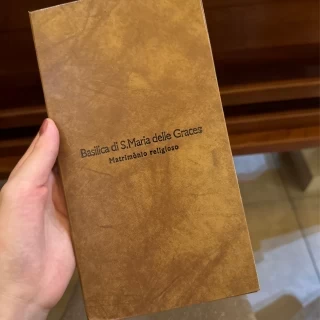 Basilica di S.Maria delle Graces
Matrimonio religioso